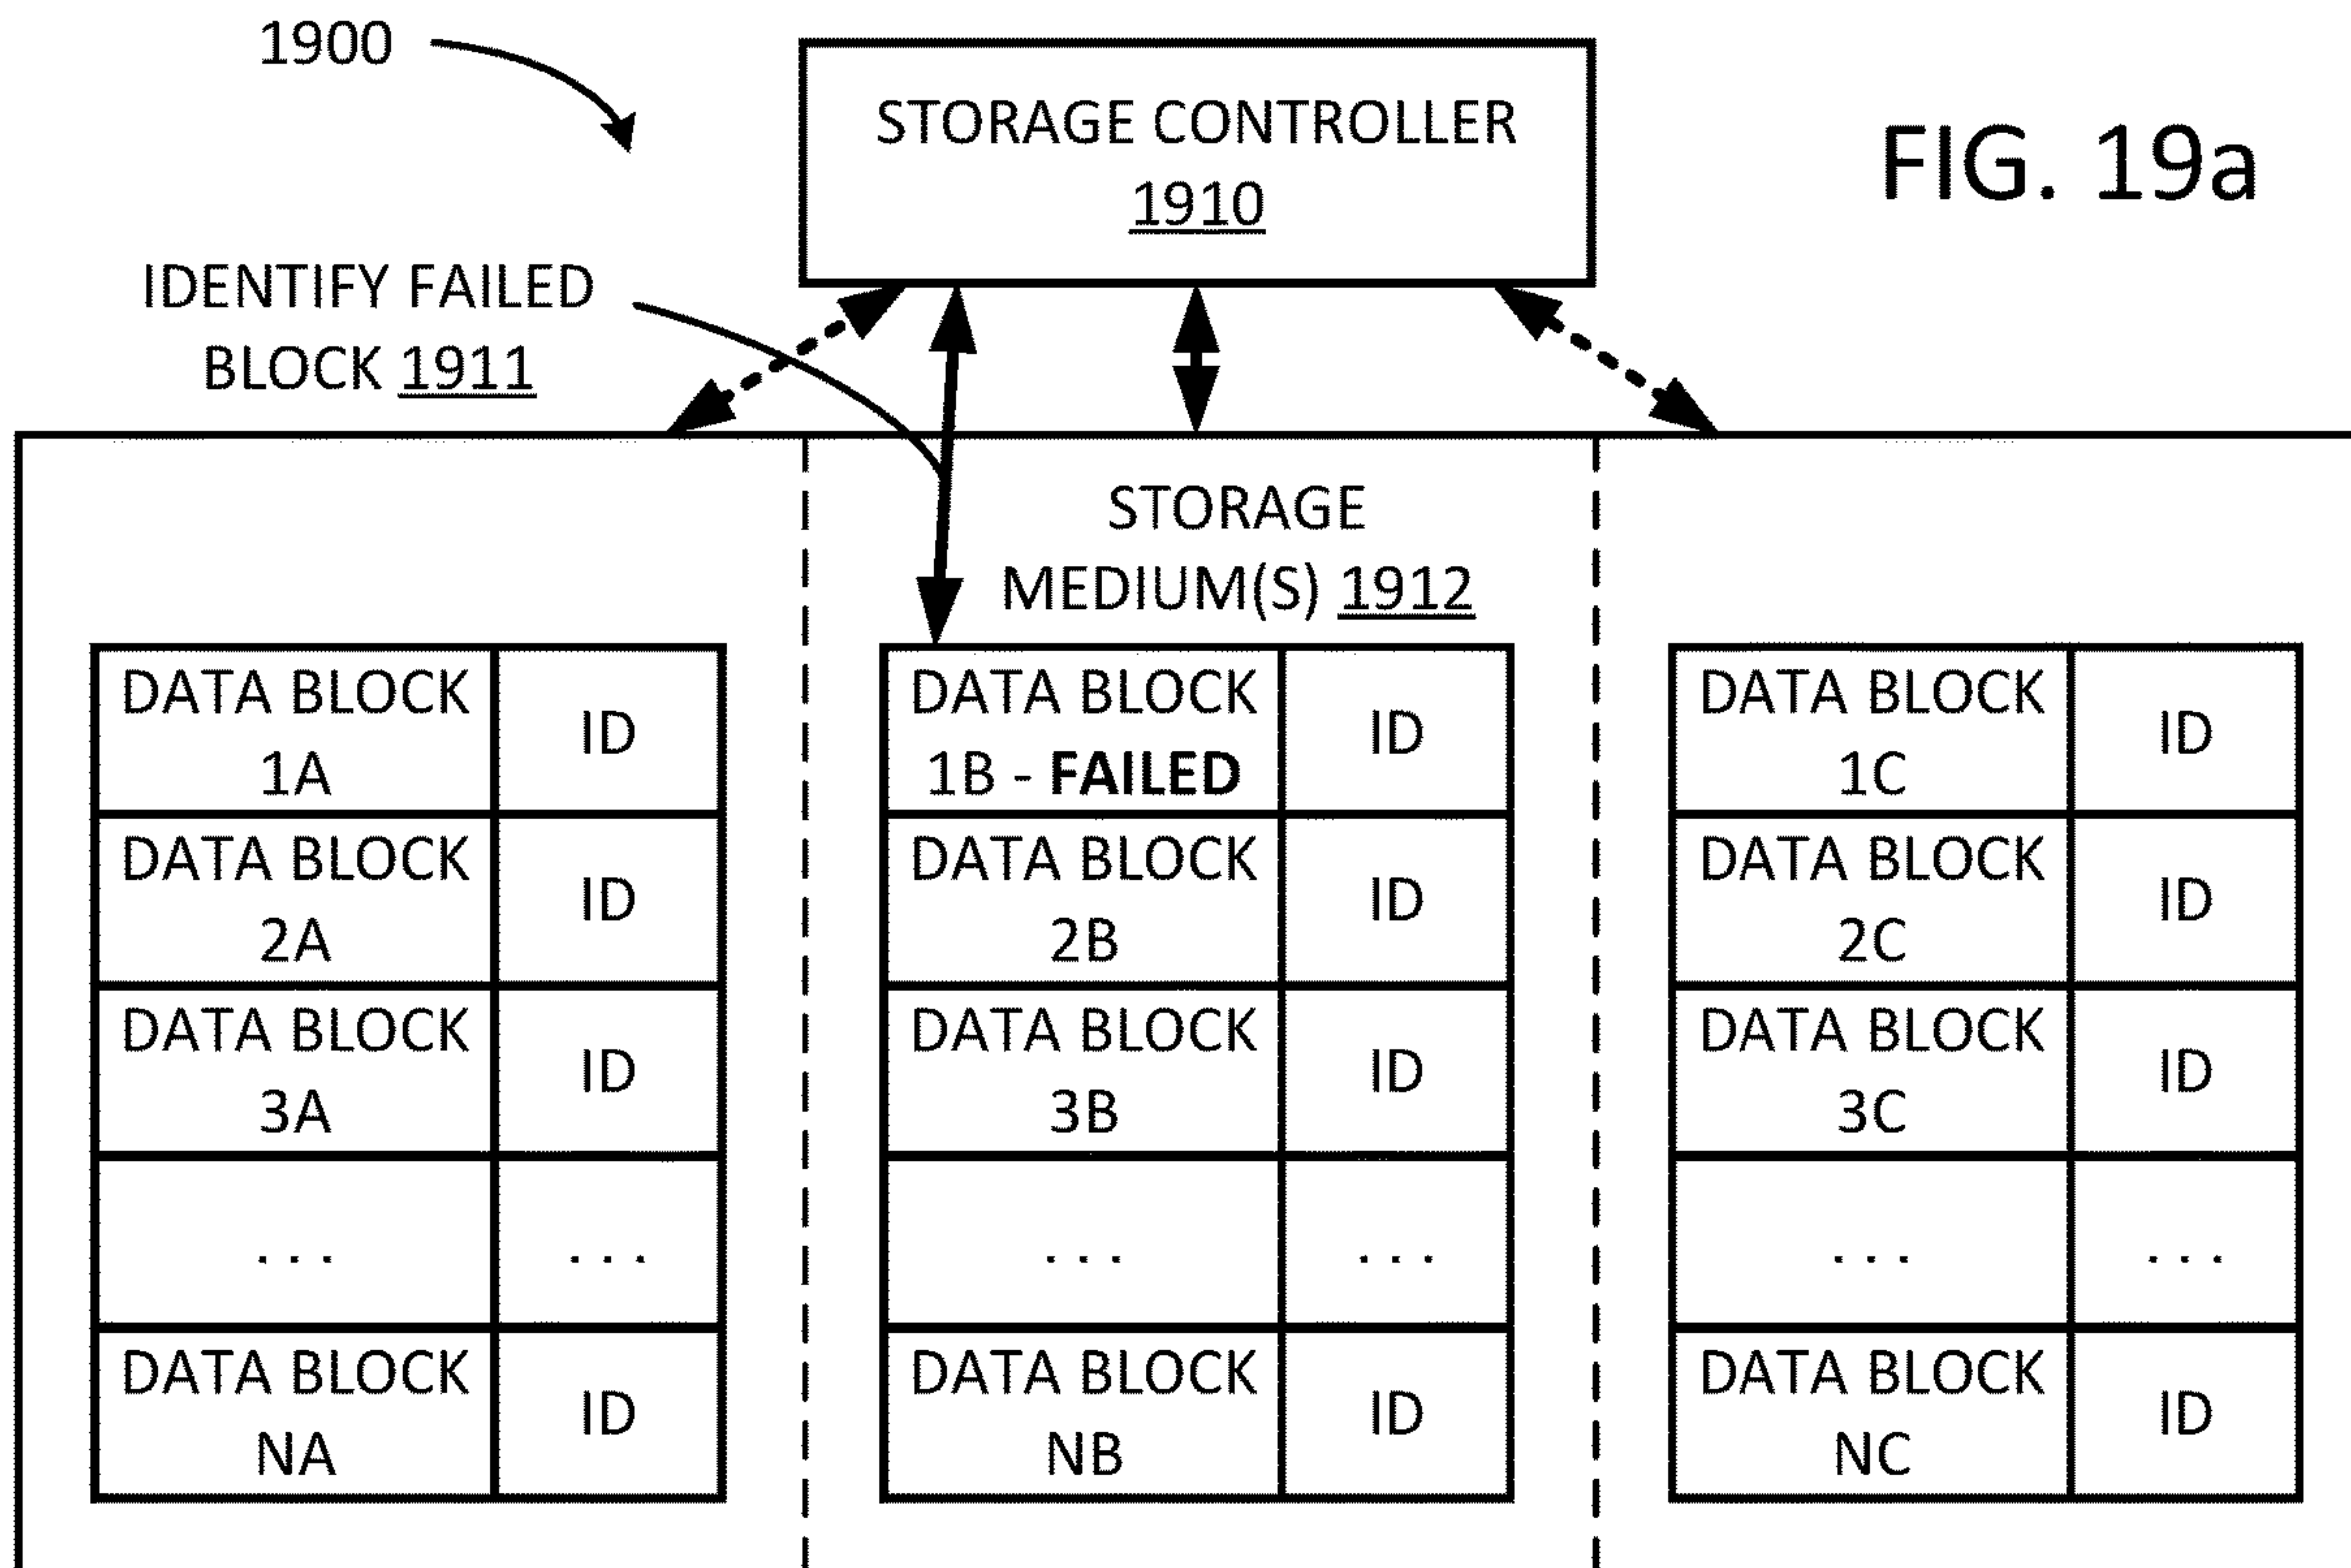 1900
STORAGE CONTROLLER
1910
FIG. 19a
IDENTIFY FAILED
BLOCK 1911
STORAGE
MEDIUM(S) 1912
DATA BLOCK
1A
ID
DATA BLOCK
1B - FAILED
ID
DATA BLOCK
1C
ID
DATA BLOCK
2A
ID
DATA BLOCK
2B
ID
DATA BLOCK
2C
ID
DATA BLOCK
3A
ID
DATA BLOCK
3B
ID
DATA BLOCK
3C
ID
. . .
. . .
. . .
. . .
. . .
. . .
DATA BLOCK
NA
ID
DATA BLOCK
NB
ID
DATA BLOCK
NC
ID